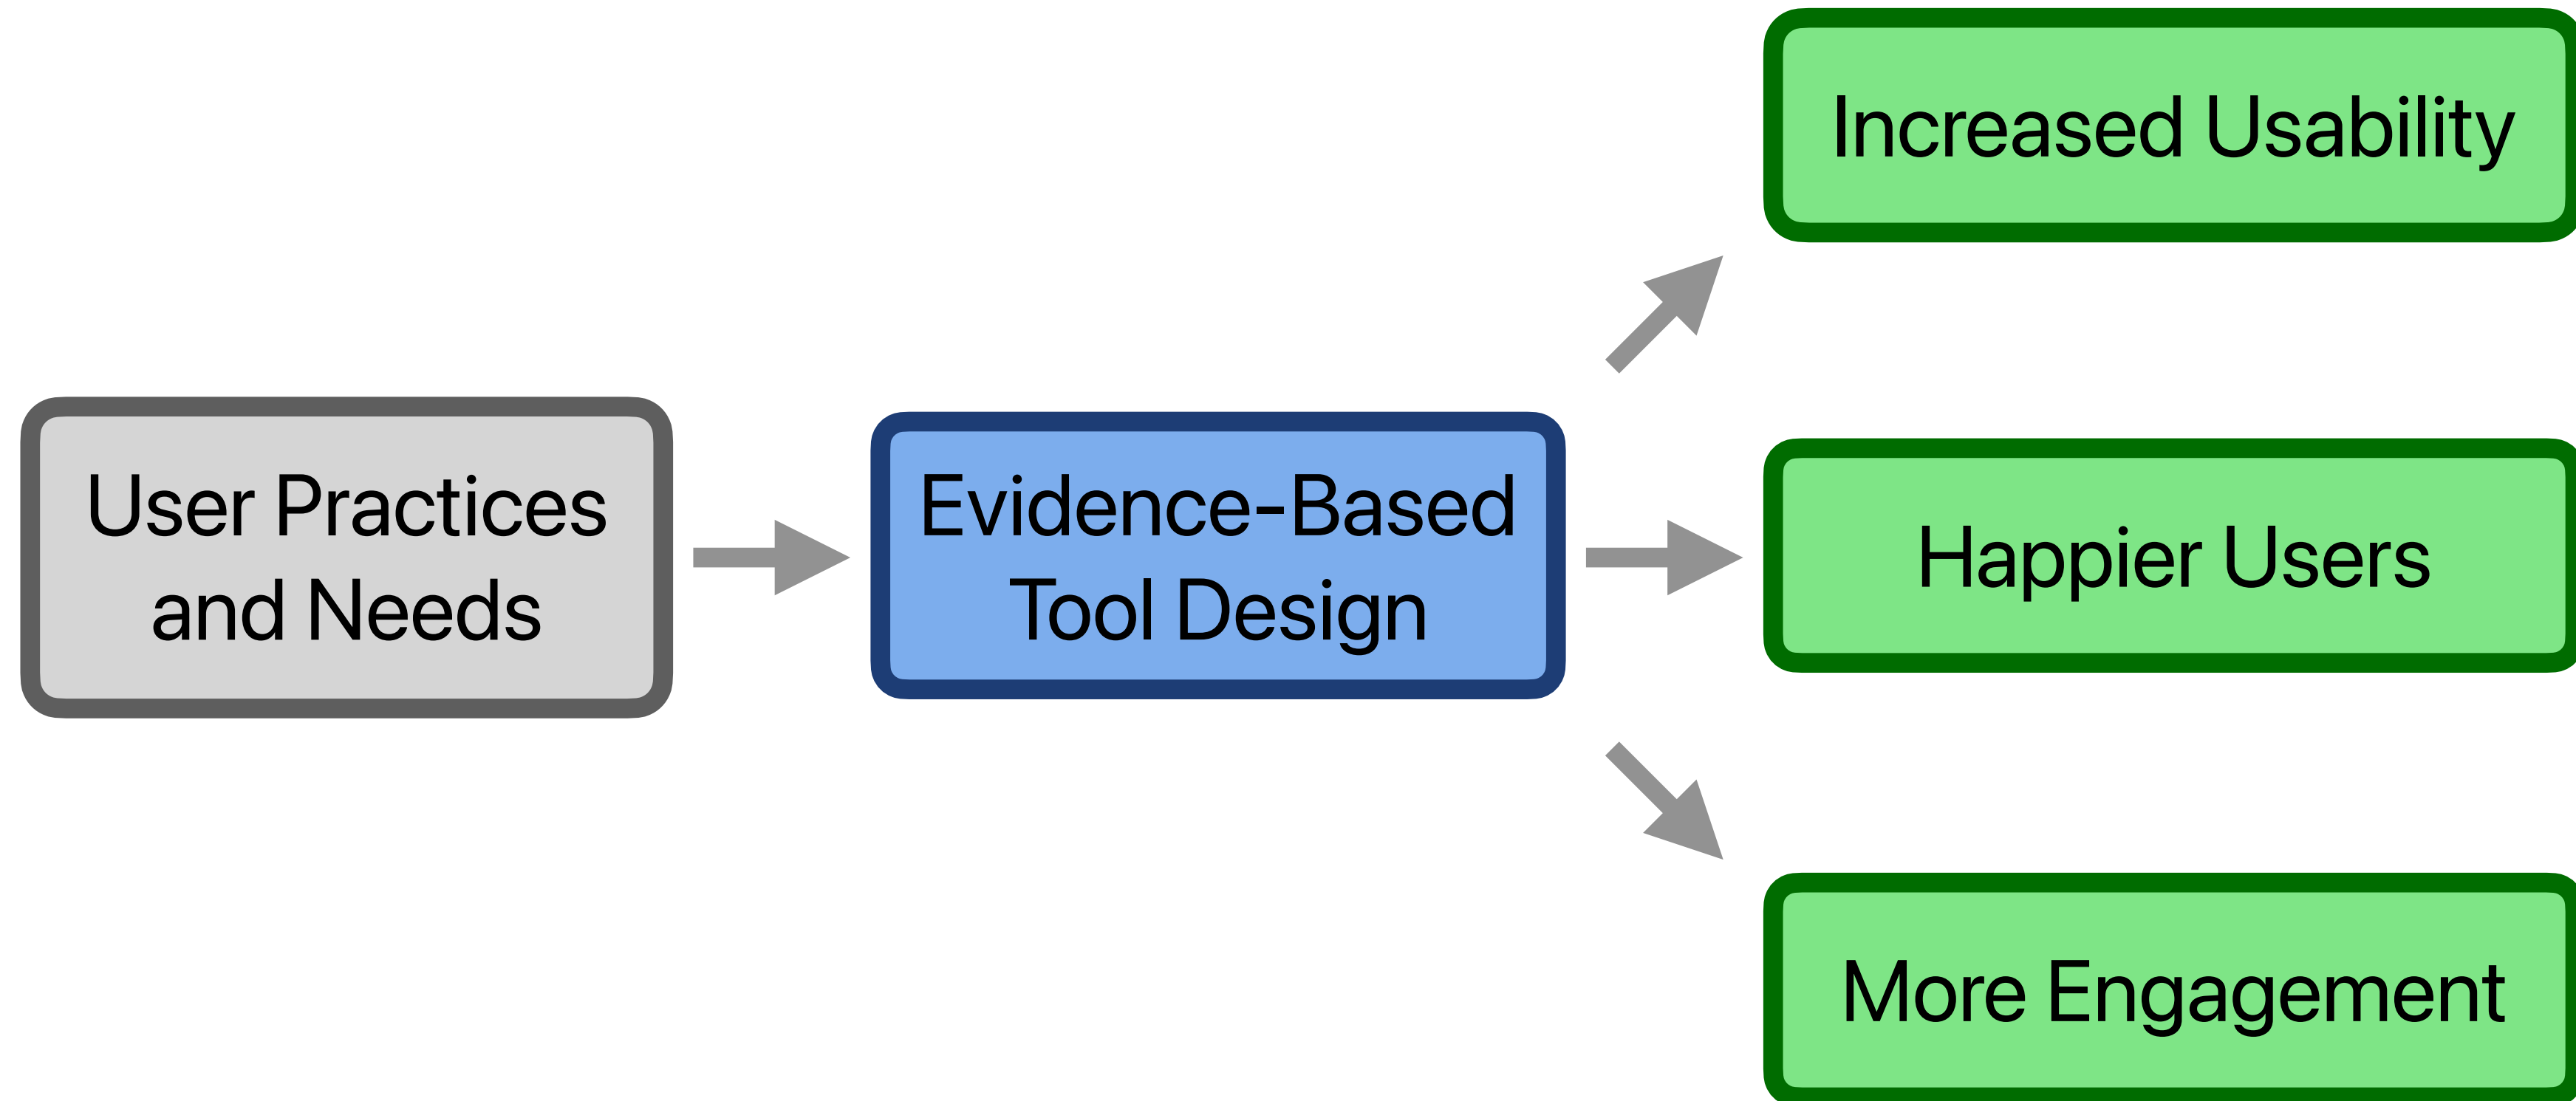 Increased Usability
User Practices
and Needs
Evidence-Based
Tool Design
Happier Users
More Engagement